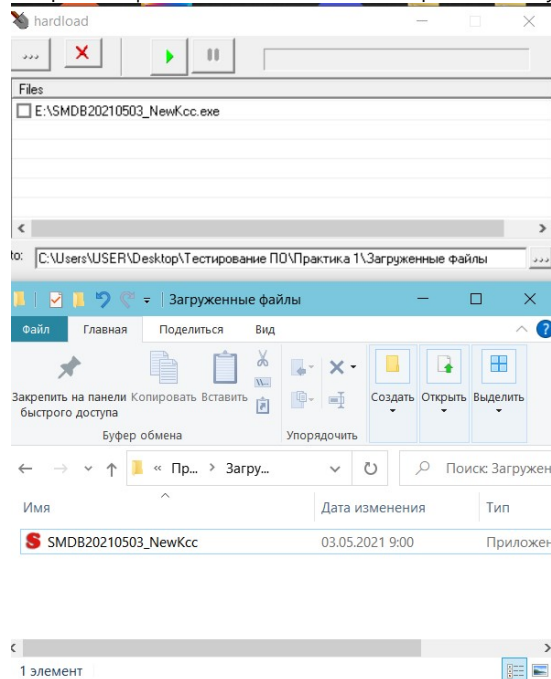 hardload
...
Files
E:\SMDB20210503_NewKcc.exe
to: C:\Users\USER\Desktop\Тестирование ПО\Практика 1\Загруженные файлы ...
Загруженные файлы
Файл Главная Поделиться Вид
Закрепить на панели быстрого доступа
Копировать Вставить
Создать Открыть Выделить
Буфер обмена Упорядочить
« Пр... > Загру... Поиск: Загружен
Имя Дата изменения Тип
SMDB20210503_NewKcc 03.05.2021 9:00 Приложен
1 элемент